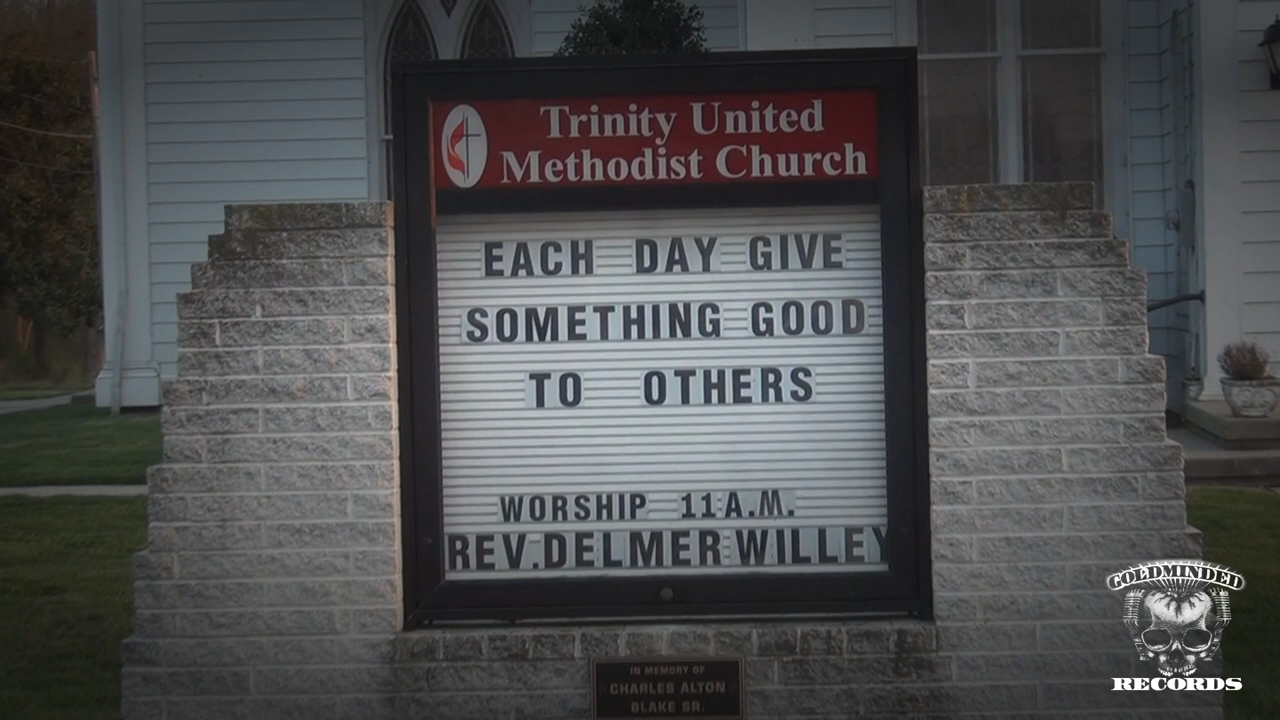 Trinity United
Methodist Church
EACH DAY GIVE
SOMETHING GOOD
TO OTHERS
WORSHIP 11 A.M.
REV. DELMER WILLEY
IN MEMORY OF
CHARLES ALTON
BLAKE SR.
GOLDMINDED
RECORDS